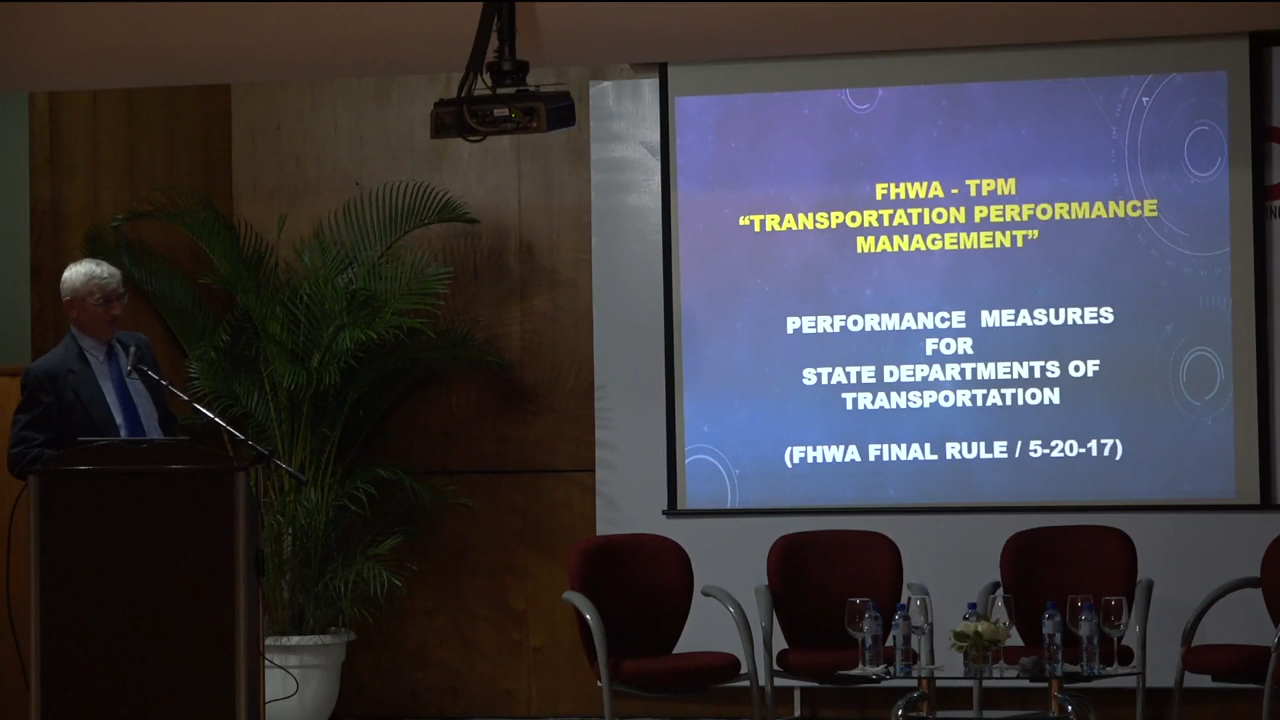 FHWA - TPM
“TRANSPORTATION PERFORMANCE
MANAGEMENT”
PERFORMANCE MEASURES
FOR
STATE DEPARTMENTS OF
TRANSPORTATION
(FHWA FINAL RULE / 5-20-17)